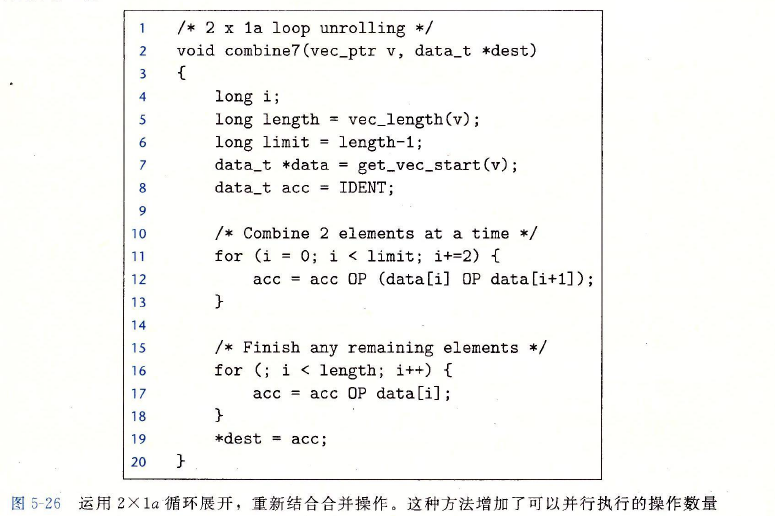 1 /* 2 x 1a loop unrolling */
2 void combine7(vec_ptr v, data_t *dest)
3 {
4     long i;
5     long length = vec_length(v);
6     long limit = length-1;
7     data_t *data = get_vec_start(v);
8     data_t acc = IDENT;
9
10     /* Combine 2 elements at a time */
11     for (i = 0; i < limit; i+=2) {
12         acc = acc OP (data[i] OP data[i+1]);
13     }
14
15     /* Finish any remaining elements */
16     for (; i < length; i++) {
17         acc = acc OP data[i];
18     }
19     *dest = acc;
20 }
图 5-26 运用 2×1a 循环展开，重新结合合并操作。这种方法增加了可以并行执行的操作数量